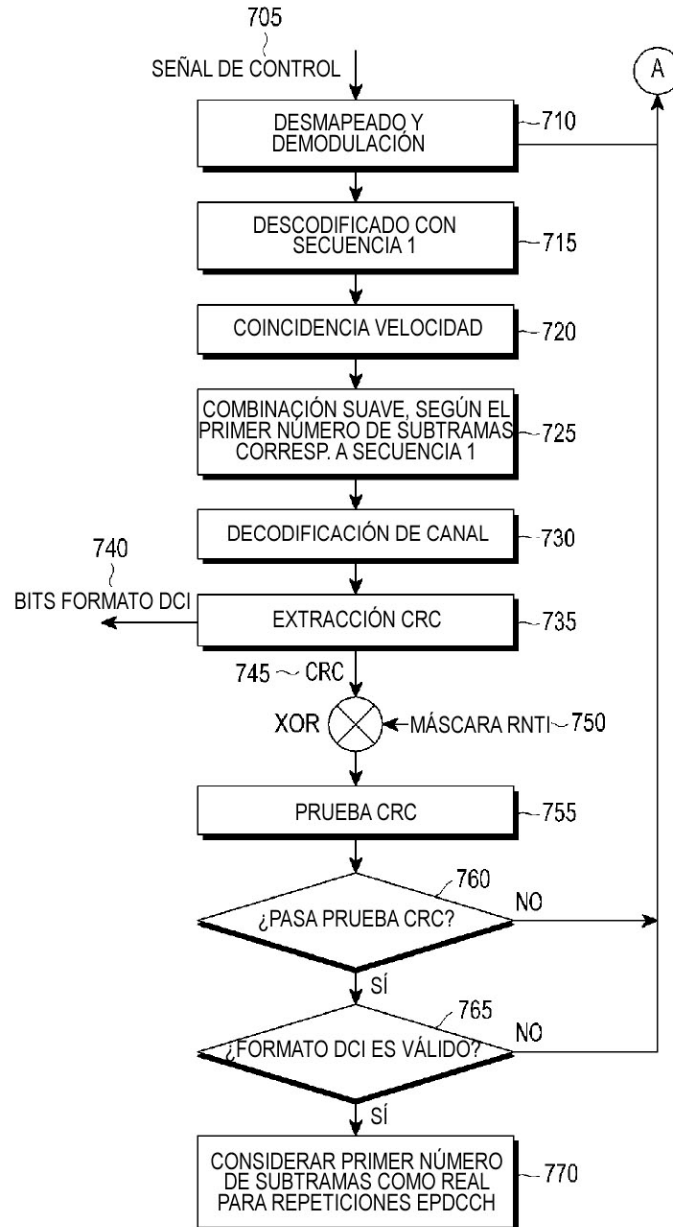 705
SEÑAL DE CONTROL
A
DESMAPEADO Y
DEMODULACIÓN
710
DESCODIFICADO CON
SECUENCIA 1
715
COINCIDENCIA VELOCIDAD
720
COMBINACIÓN SUAVE, SEGÚN EL
PRIMER NÚMERO DE SUBTRAMAS
CORRESP. A SECUENCIA 1
725
DECODIFICACIÓN DE CANAL
730
740
BITS FORMATO DCI
EXTRACCIÓN CRC
735
745
CRC
XOR
MÁSCARA RNTI
750
PRUEBA CRC
755
760
¿PASA PRUEBA CRC?
NO
SÍ
765
¿FORMATO DCI ES VÁLIDO?
NO
SÍ
CONSIDERAR PRIMER NÚMERO
DE SUBTRAMAS COMO REAL
PARA REPETICIONES EPDCCH
770